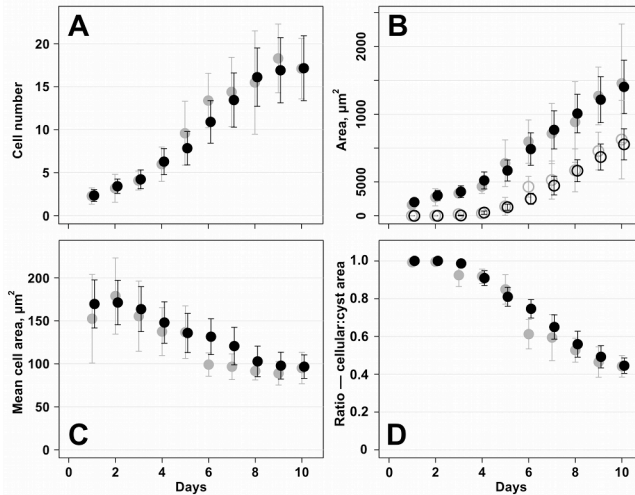 A
Cell number
20
15
10
5
0
B
Area, µm²
1000
5000
0
C
Mean cell area, µm²
200
150
100
50
0
0 2 4 6 8 10
Days
D
Ratio — cellular:cyst area
1.0
0.8
0.6
0.4
0.2
0
0 2 4 6 8 10
Days